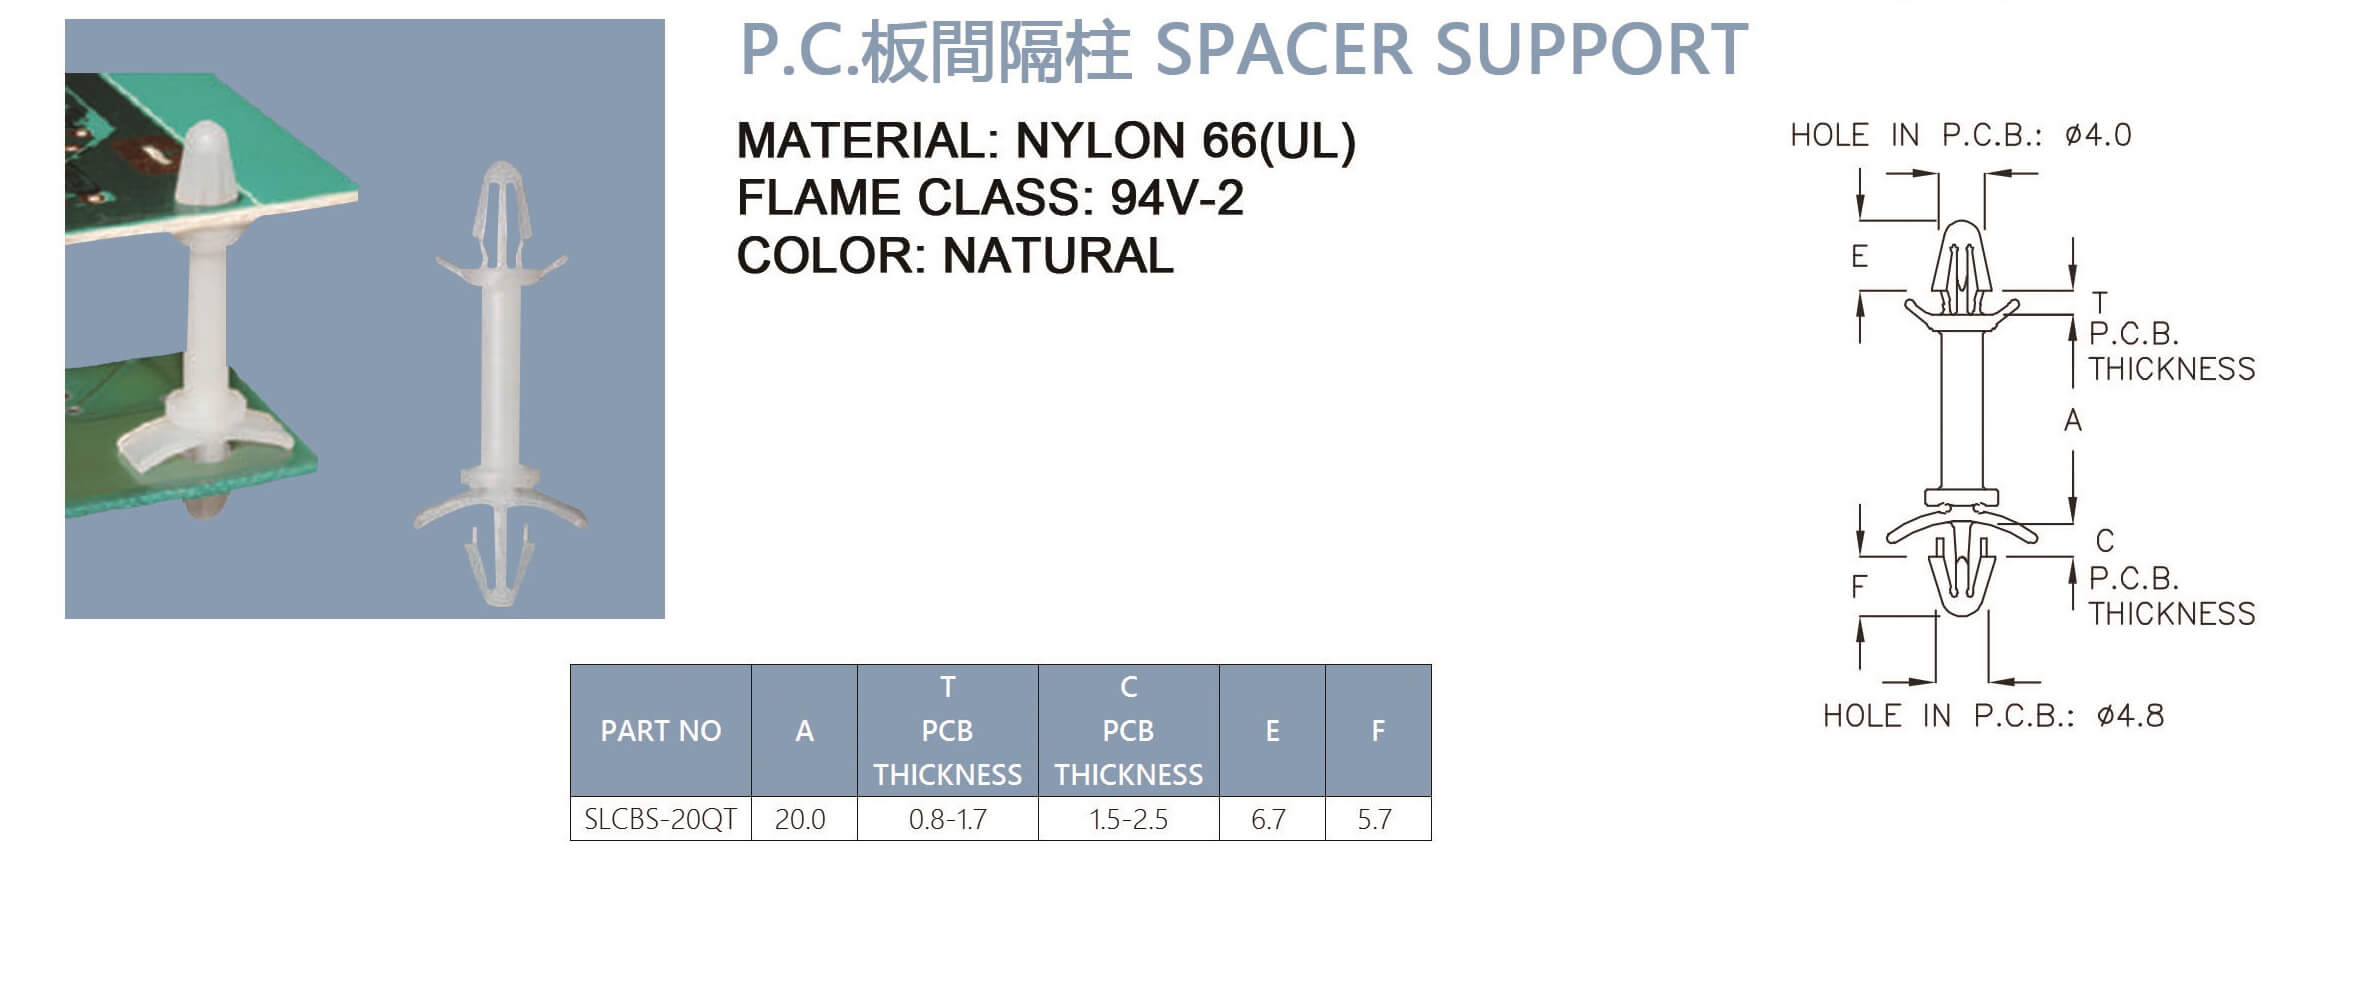 P.C.板間隔柱 SPACER SUPPORT
MATERIAL: NYLON 66(UL)
FLAME CLASS: 94V-2
COLOR: NATURAL
HOLE IN P.C.B.: ø4.0
E
T
P.C.B.
THICKNESS
A
C
P.C.B.
THICKNESS
F
HOLE IN P.C.B.: ø4.8
PART NO A T PCB THICKNESS C PCB THICKNESS E F
SLCBS-20QT 20.0 0.8-1.7 1.5-2.5 6.7 5.7